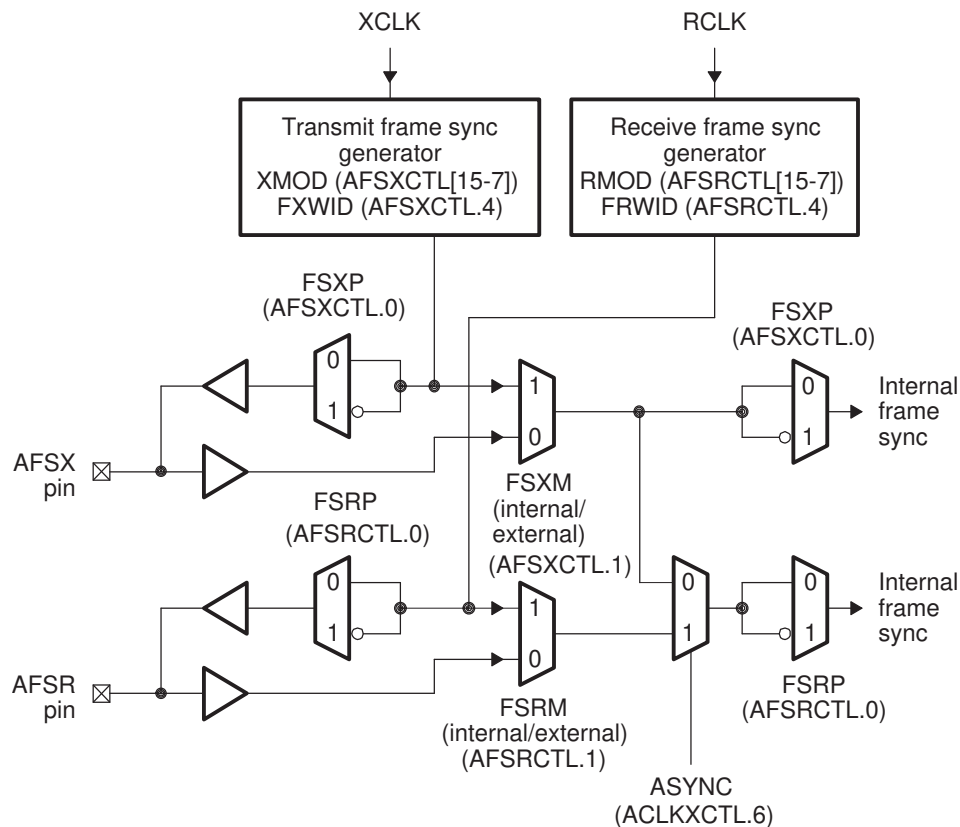 XCLK
RCLK
Transmit frame sync
generator
XMOD (AFSXCTL[15-7])
FXWID (AFSXCTL.4)
Receive frame sync
generator
RMOD (AFSRCTL[15-7])
FRWID (AFSRCTL.4)
FSXP
(AFSXCTL.0)
0
1
1
0
FSXP
(AFSXCTL.0)
0
1
Internal
frame
sync
AFSX
pin
FSXM
(internal/
external)
(AFSXCTL.1)
FSRP
(AFSRCTL.0)
0
1
1
0
0
1
0
1
Internal
frame
sync
AFSR
pin
FSRM
(internal/external)
(AFSRCTL.1)
FSRP
(AFSRCTL.0)
ASYNC
(ACLKXCTL.6)